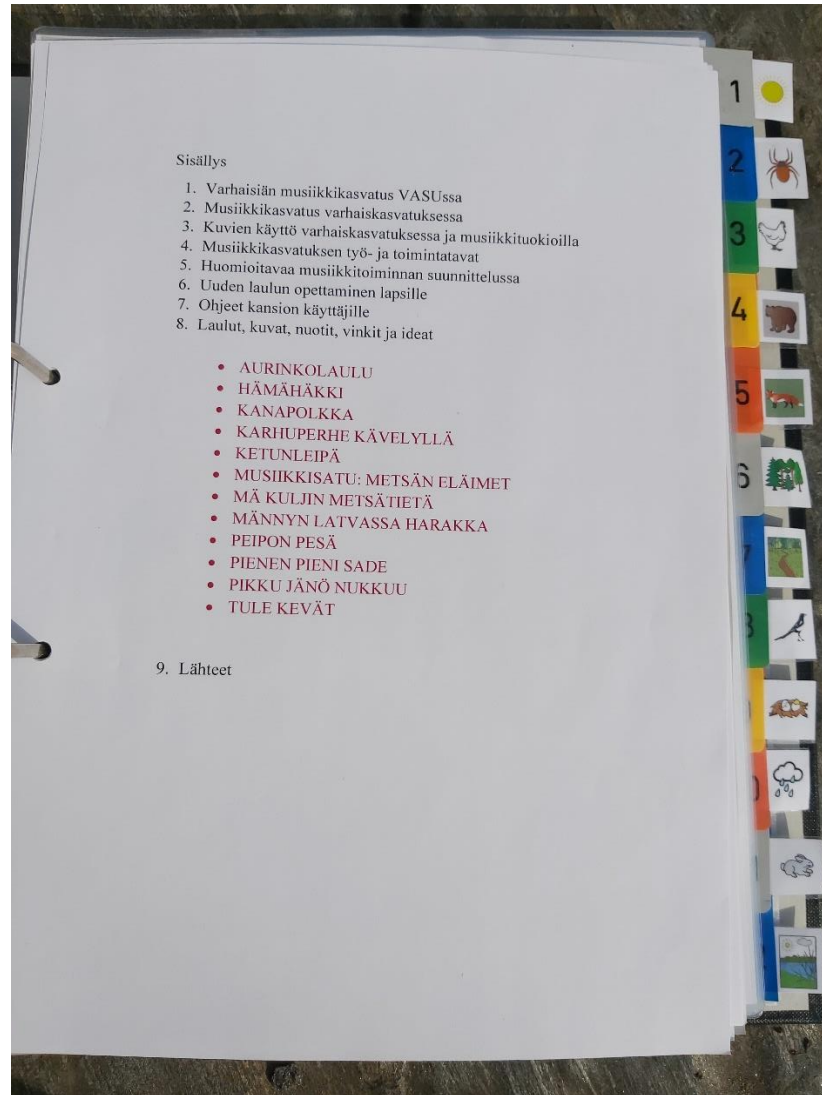 Sisällys
1. Varhaisiän musiikkikasvatus VASUssa
2. Musiikkikasvatus varhaiskasvatuksessa
3. Kuvien käyttö varhaiskasvatuksessa ja musiikkituokioilla
4. Musiikkikasvatuksen työ- ja toimintatavat
5. Huomioitavaa musiikkitoiminnan suunnittelussa
6. Uuden laulun opettaminen lapsille
7. Ohjeet kansion käyttäjille
8. Laulut, kuvat, nuotit, vinkit ja ideat
• AURINKOLAULU
• HÄMÄHÄKKI
• KANAPOLKKA
• KARHUPERHE KÄVELYLLÄ
• KETUNLEIPÄ
• MUSIIKKISATU: METSÄN ELÄIMET
• MÄ KULJIN METSÄTIETÄ
• MÄNNYN LATVASSA HARAKKA
• PEIPON PESÄ
• PIENEN PIENI SADE
• PIKKU JÄNÖ NUKKUU
• TULE KEVÄT
9. Lähteet
1
2
3
4
5
6
7
8